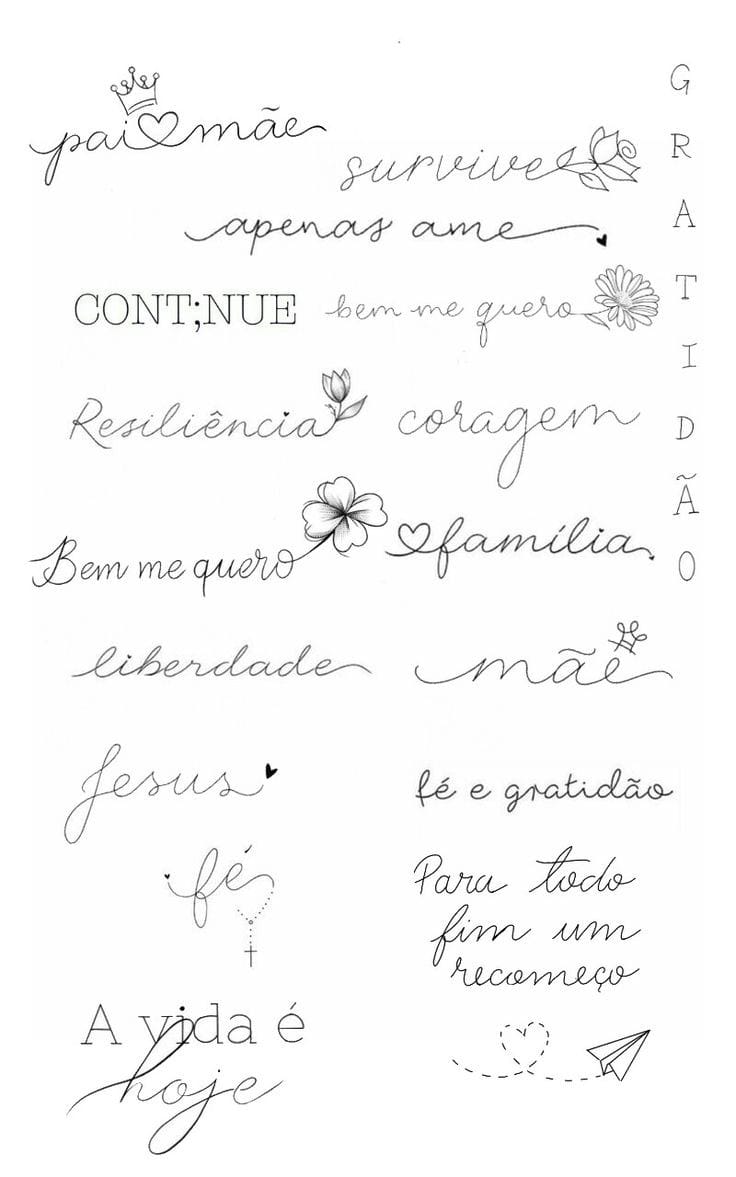 pai mãe
survive
apenas ame
CONT;NUE
bem me quero
Resiliência
coragem
Bem me quero
família
liberdade
mãe
Jesus
fé e gratidão
fé
Para todo
fim um
recomeço
A vida é
hoje
GRATIDÃO